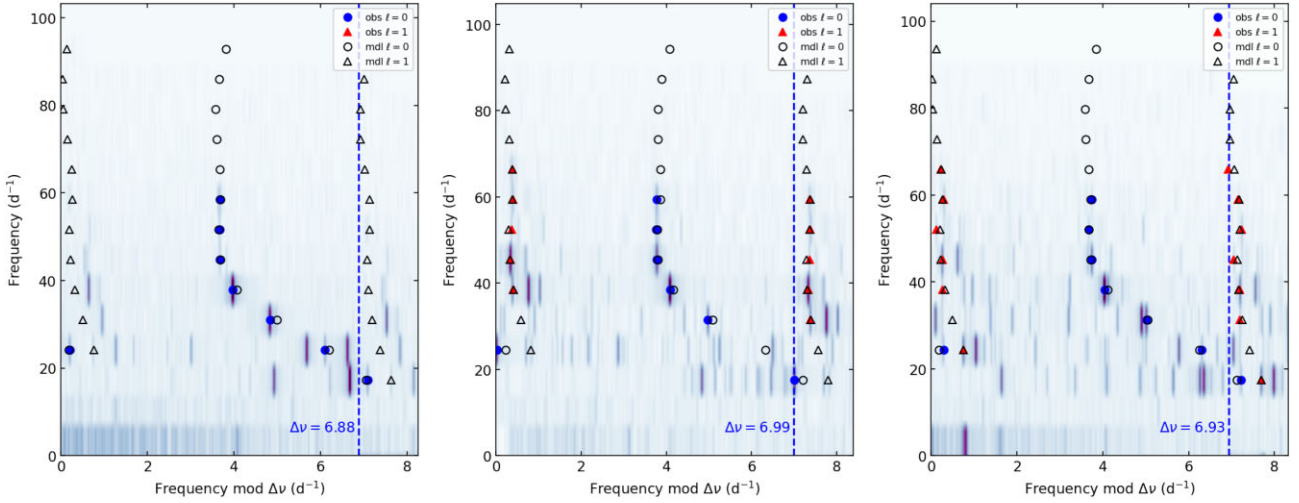 100
80
60
40
20
0
Frequency (d⁻¹)
0 2 4 6 8
Frequency mod Δν (d⁻¹)
obs ℓ = 0
obs ℓ = 1
mdl ℓ = 0
mdl ℓ = 1
Δν = 6.88
100
80
60
40
20
0
Frequency (d⁻¹)
0 2 4 6 8
Frequency mod Δν (d⁻¹)
obs ℓ = 0
obs ℓ = 1
mdl ℓ = 0
mdl ℓ = 1
Δν = 6.99
100
80
60
40
20
0
Frequency (d⁻¹)
0 2 4 6 8
Frequency mod Δν (d⁻¹)
obs ℓ = 0
obs ℓ = 1
mdl ℓ = 0
mdl ℓ = 1
Δν = 6.93